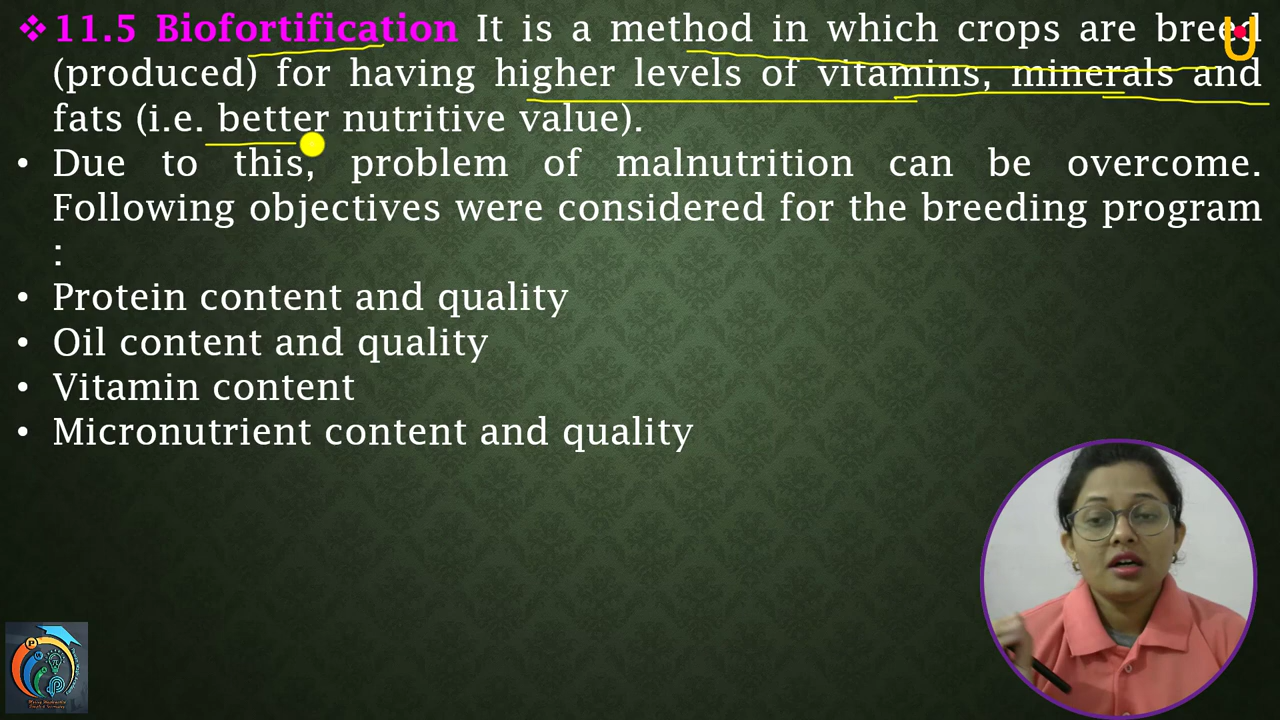 ❖11.5 Biofortification It is a method in which crops are breed
(produced) for having higher levels of vitamins, minerals and
fats (i.e. better nutritive value).
• Due to this, problem of malnutrition can be overcome.
Following objectives were considered for the breeding program
:
• Protein content and quality
• Oil content and quality
• Vitamin content
• Micronutrient content and quality